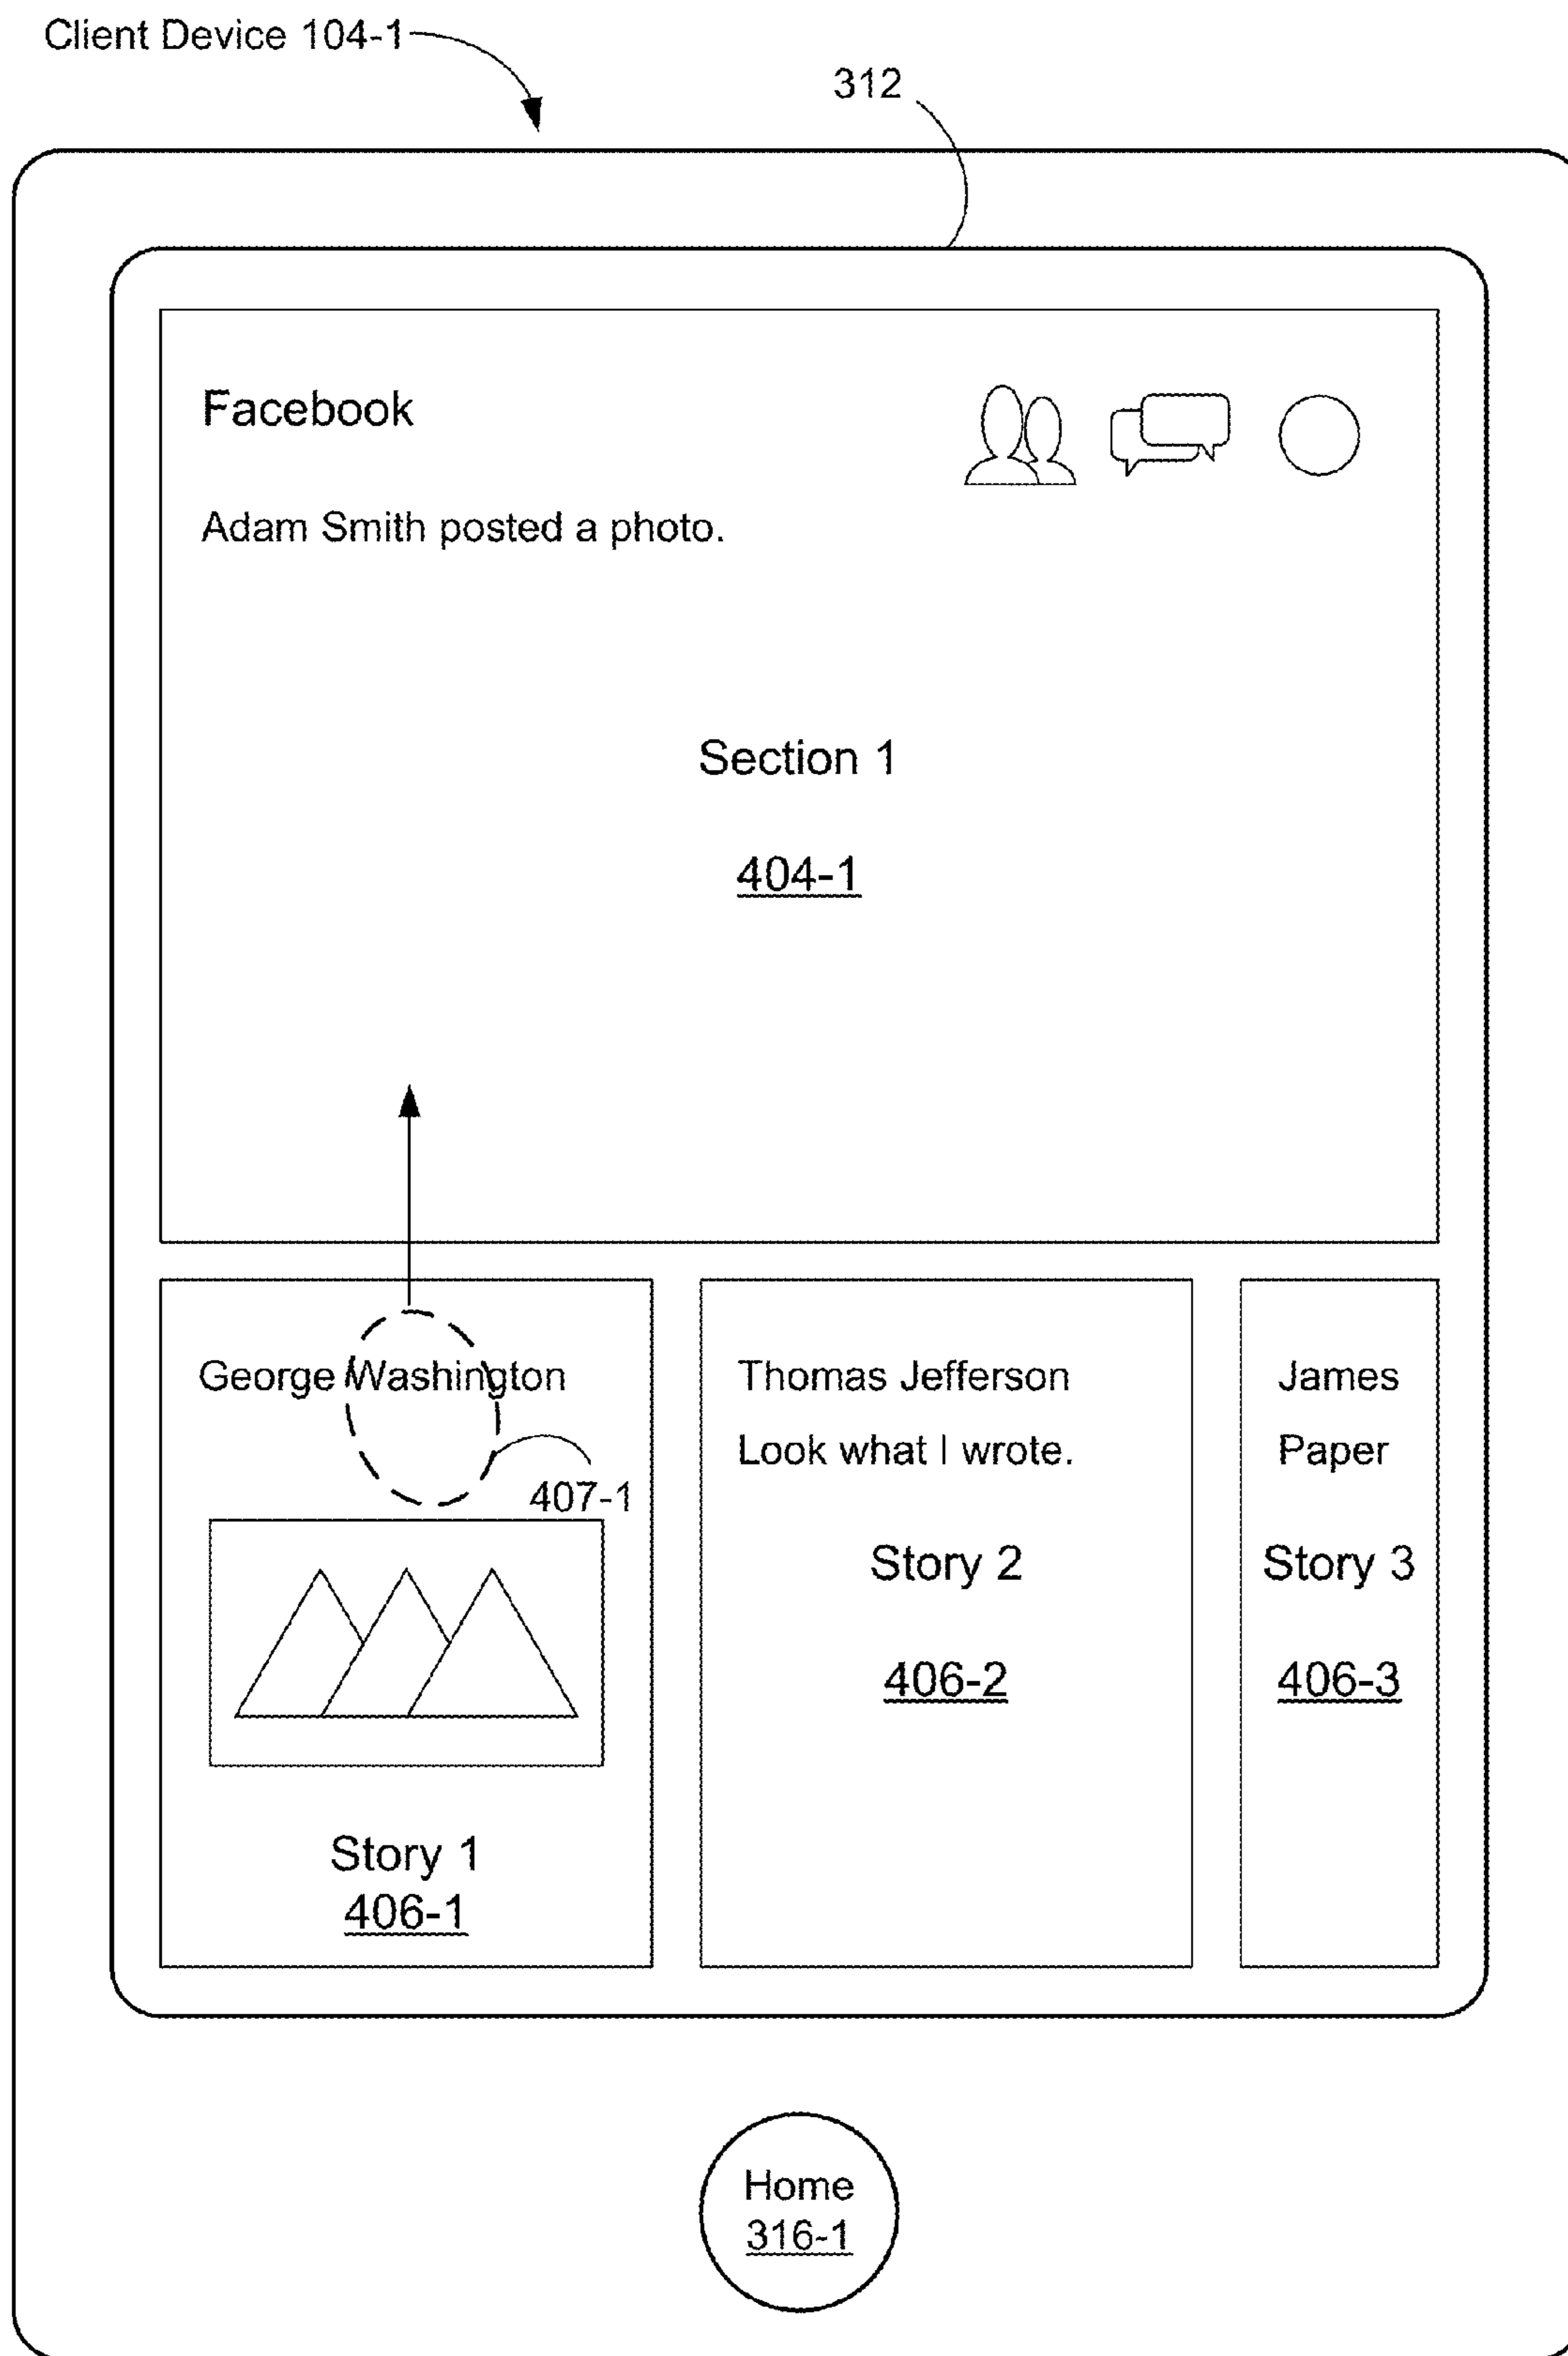 Client Device 104-1
312
Facebook
Adam Smith posted a photo.
Section 1
404-1
George Washington
407-1
Story 1
406-1
Thomas Jefferson
Look what I wrote.
Story 2
406-2
James
Paper
Story 3
406-3
Home
316-1